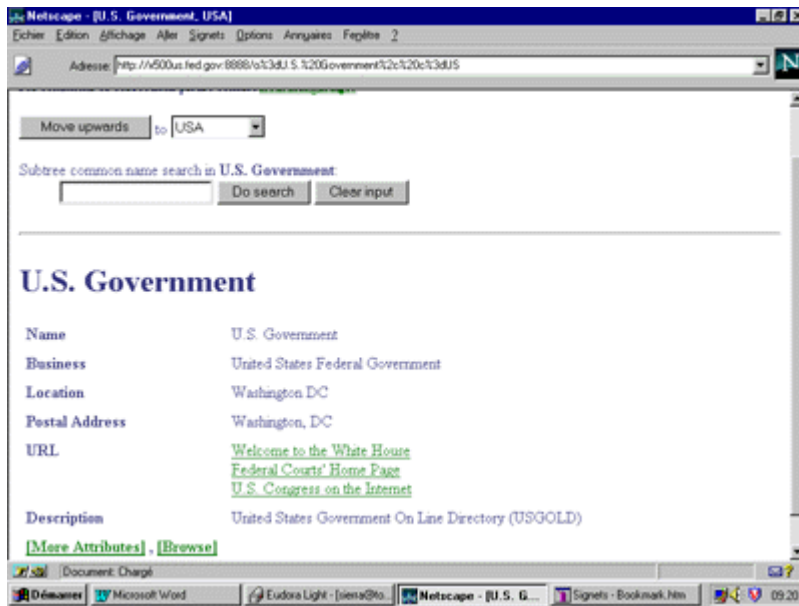 Netscape - [U.S. Government, USA]
Fichier Edition Affichage Aller Signets Options Annuaires Fenêtre ?
Adresse: http://x500us.fed.gov:8888/o%3dU.S.%20Government%2c%20c%3dUS
Move upwards to USA
Subtree common name search in U.S. Government:
Do search Clear input
U.S. Government
Name U.S. Government
Business United States Federal Government
Location Washington DC
Postal Address Washington, DC
URL Welcome to the White House
Federal Courts' Home Page
U.S. Congress on the Internet
Description United States Government On Line Directory (USGOLD)
[More Attributes] , [Browse]
Document: Chargé
Démarrer Microsoft Word Eudora Light - Netscape - [U.S. G... Signets - Bookmark.htm 09:20